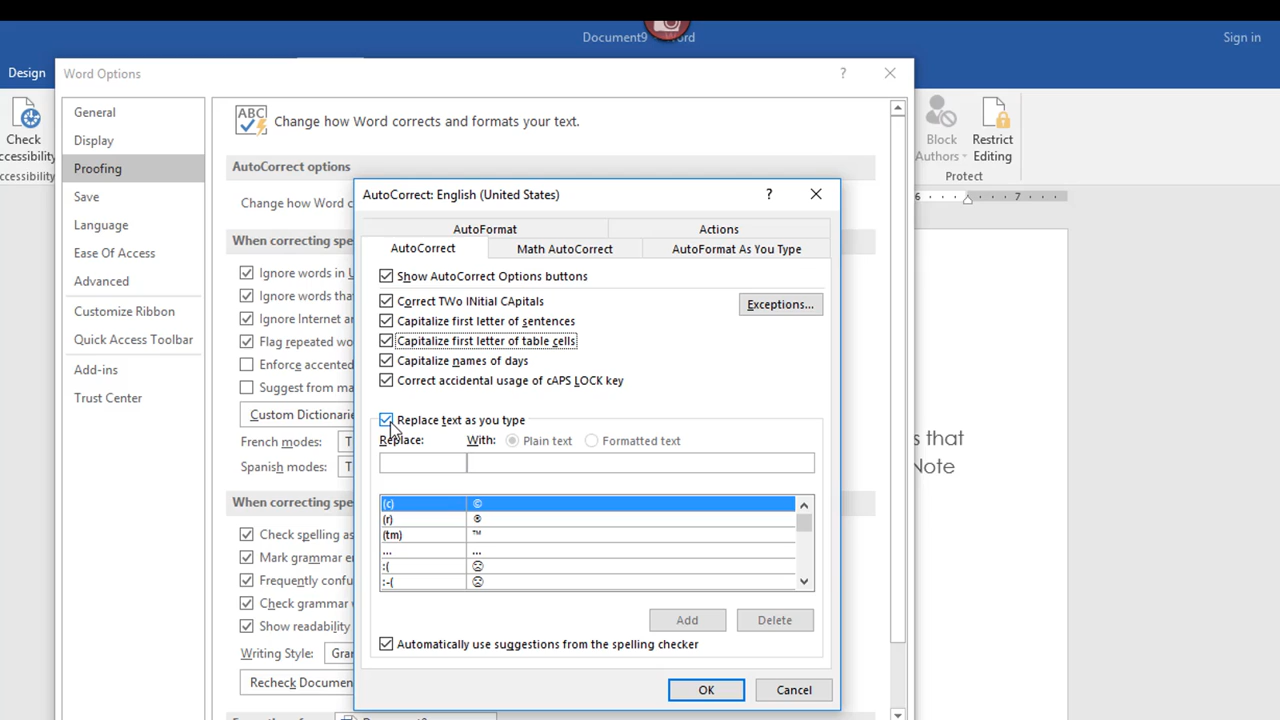 Document9 Word
Sign in
Design
Word Options
?
Check
ccessibility
ccessibility
Block
Authors
Restrict
Editing
Protect
6 7
General
Display
Proofing
Save
Language
Ease Of Access
Advanced
Customize Ribbon
Quick Access Toolbar
Add-ins
Trust Center
ABC
Change how Word corrects and formats your text.
AutoCorrect options
Change how Word c
When correcting spe
Ignore words in U
Ignore words tha
Ignore Internet ar
Flag repeated wo
Enforce accented
Suggest from ma
Custom Dictionarie
French modes: T
Spanish modes: T
When correcting spe
Check spelling as
Mark grammar er
Frequently confu
Check grammar w
Show readability
Writing Style: Gran
Recheck Documen
AutoCorrect: English (United States)
?
AutoFormat Actions
AutoCorrect Math AutoCorrect AutoFormat As You Type
Show AutoCorrect Options buttons
Correct TWo INitial CApitals
Exceptions...
Capitalize first letter of sentences
Capitalize first letter of table cells
Capitalize names of days
Correct accidental usage of cAPS LOCK key
Replace text as you type
Replace: With: Plain text Formatted text
(c) ©
(r) ®
(tm) ™
... …
:( ☹
:-( ☹
Add Delete
Automatically use suggestions from the spelling checker
OK Cancel
s that
Note